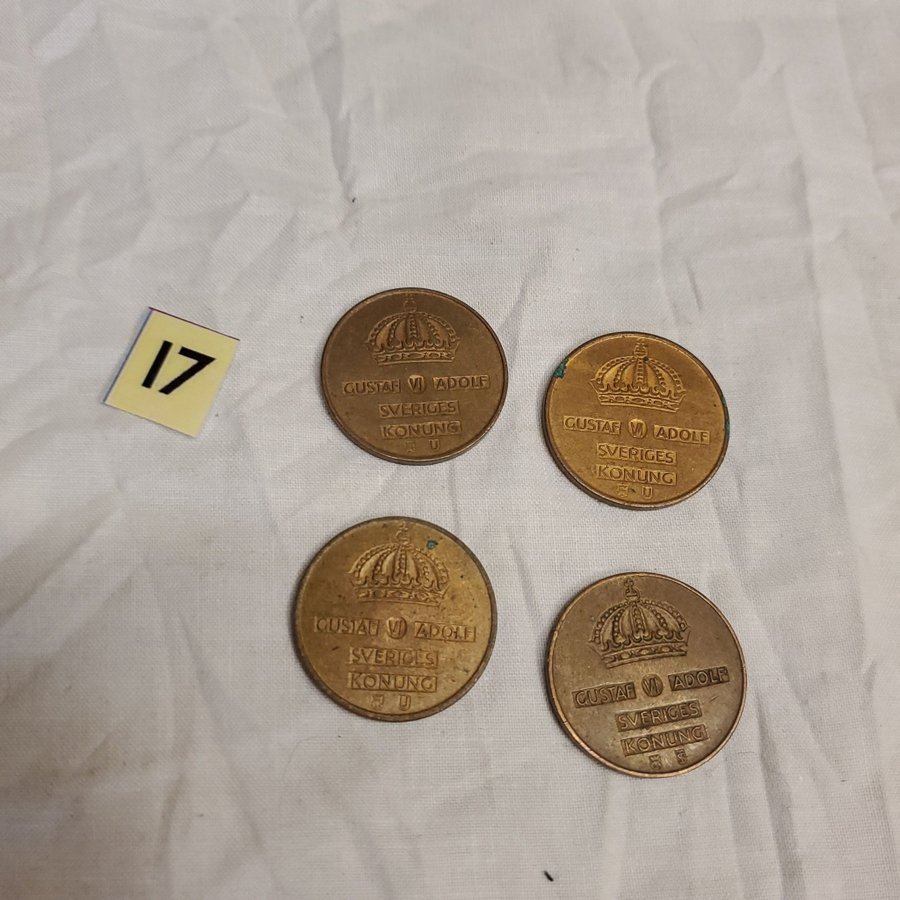 17
GUSTAF VI ADOLF
SVERIGES
KONUNG
U
GUSTAF VI ADOLF
SVERIGES
KONUNG
U
GUSTAF VI ADOLF
SVERIGES
KONUNG
U
GUSTAF VI ADOLF
SVERIGES
KONUNG